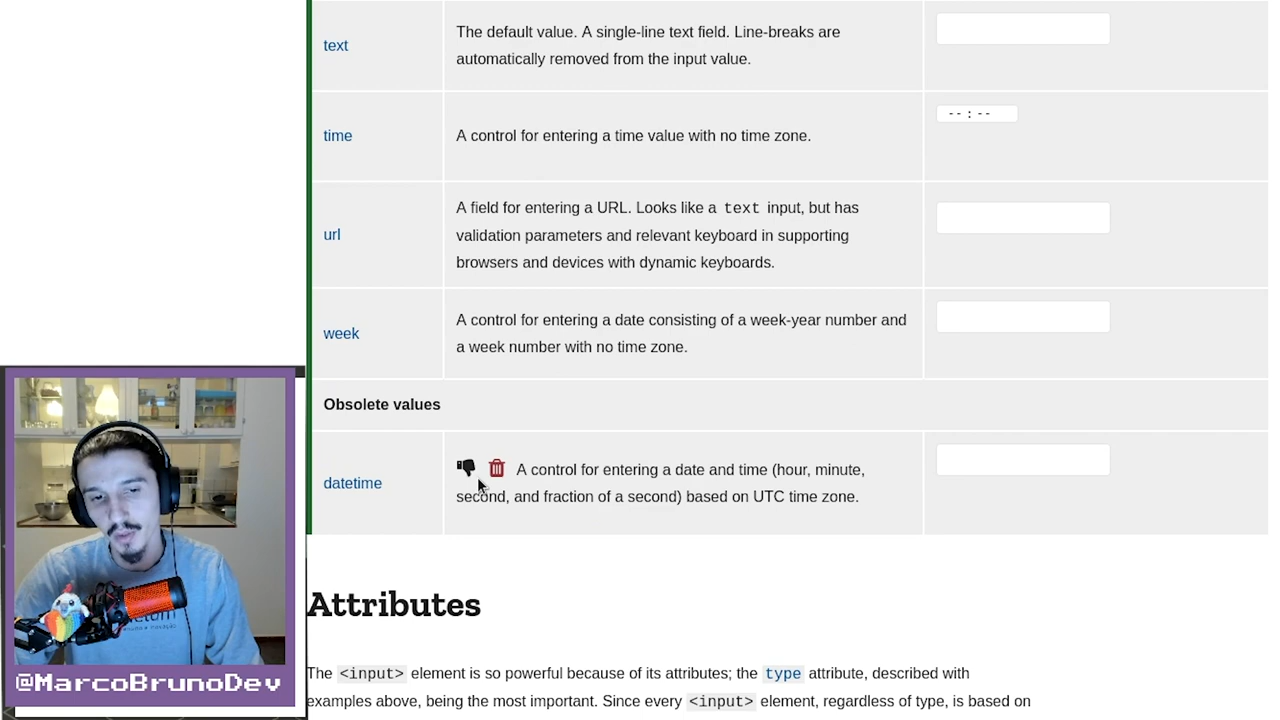 text
The default value. A single-line text field. Line-breaks are
automatically removed from the input value.
time
A control for entering a time value with no time zone.
--:--
url
A field for entering a URL. Looks like a text input, but has
validation parameters and relevant keyboard in supporting
browsers and devices with dynamic keyboards.
week
A control for entering a date consisting of a week-year number and
a week number with no time zone.
Obsolete values
datetime
A control for entering a date and time (hour, minute,
second, and fraction of a second) based on UTC time zone.
Attributes
The <input> element is so powerful because of its attributes; the type attribute, described with
examples above, being the most important. Since every <input> element, regardless of type, is based on
@MarcoBrunoDev